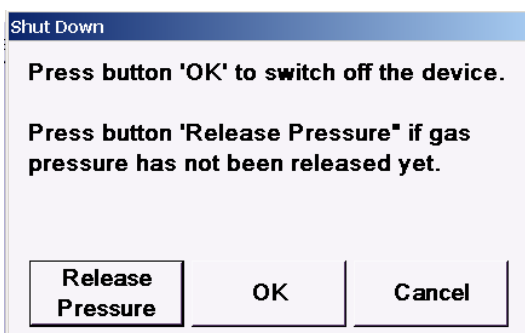 Shut Down
Press button 'OK' to switch off the device.
Press button 'Release Pressure" if gas
pressure has not been released yet.
Release
Pressure
OK
Cancel